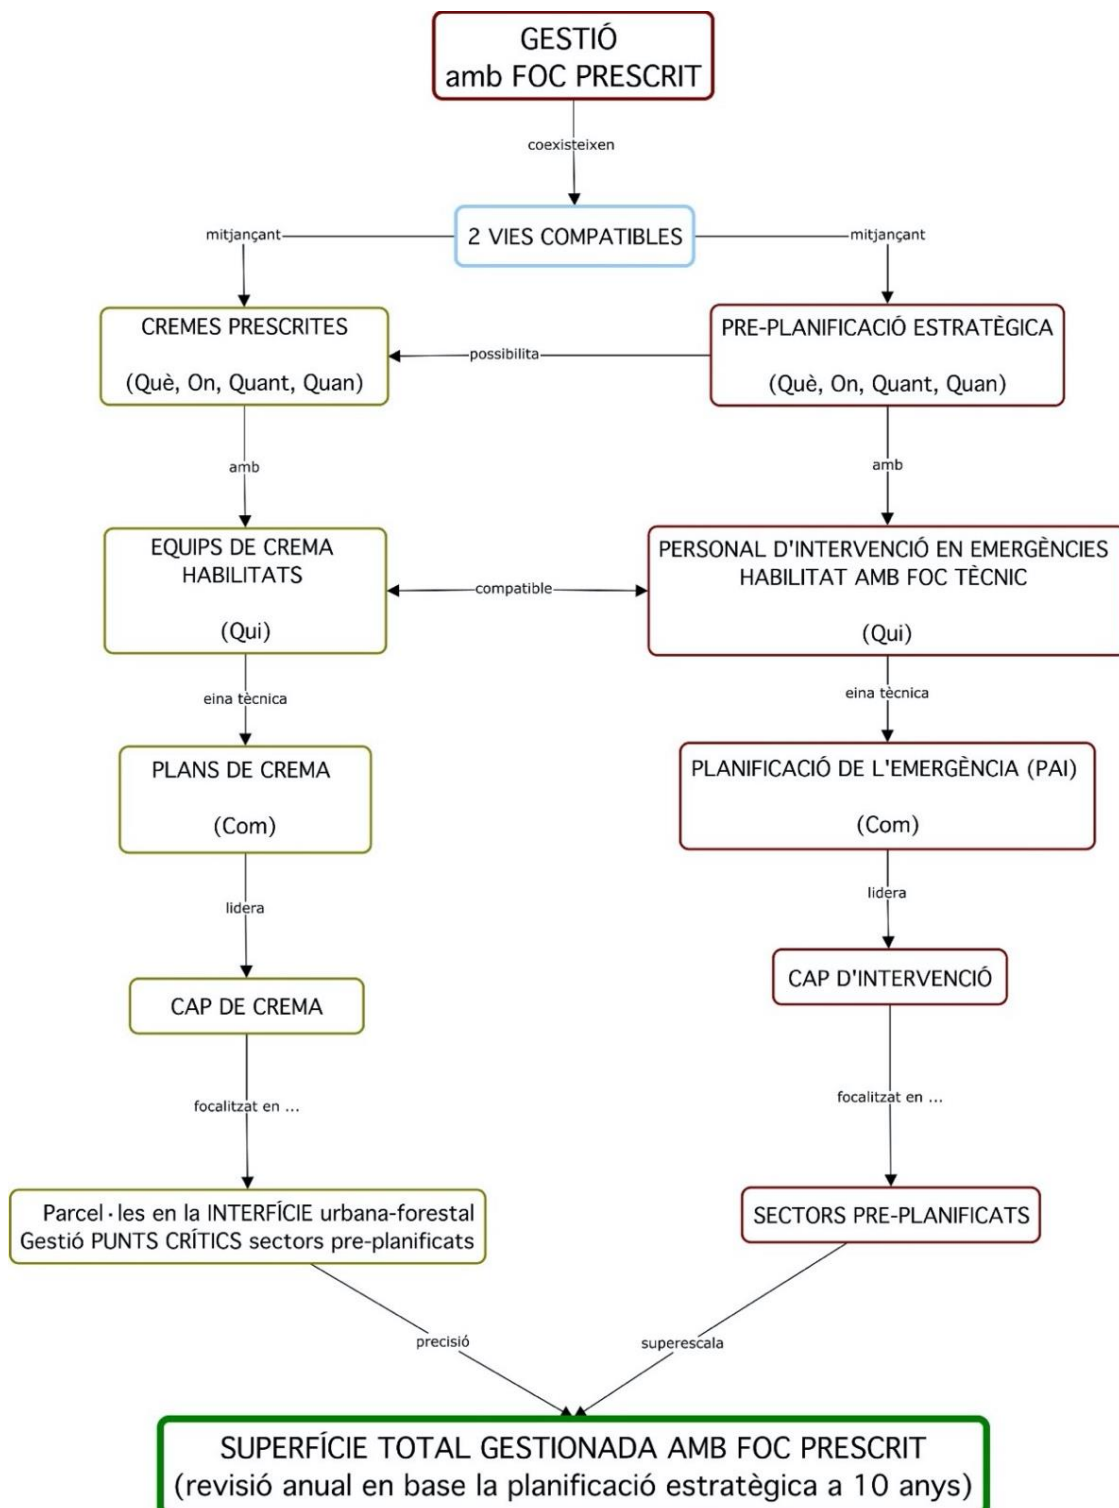 GESTIÓ
amb FOC PRESCRIT
coexisteixen
2 VIES COMPATIBLES
mitjançant
mitjançant
CREMES PRESCRITES
(Què, On, Quant, Quan)
possibilita
PRE-PLANIFICACIÓ ESTRATÈGICA
(Què, On, Quant, Quan)
amb
amb
EQUIPS DE CREMA
HABILITATS
(Qui)
compatible
PERSONAL D'INTERVENCIÓ EN EMERGÈNCIES
HABILITAT AMB FOC TÈCNIC
(Qui)
eina tècnica
eina tècnica
PLANS DE CREMA
(Com)
PLANIFICACIÓ DE L'EMERGÈNCIA (PAI)
(Com)
lidera
lidera
CAP DE CREMA
CAP D'INTERVENCIÓ
focalitzat en ...
focalitzat en ...
Parcel·les en la INTERFÍCIE urbana-forestal
Gestió PUNTS CRÍTICS sectors pre-planificats
SECTORS PRE-PLANIFICATS
precisió
superescala
SUPERFÍCIE TOTAL GESTIONADA AMB FOC PRESCRIT
(revisió anual en base la planificació estratègica a 10 anys)